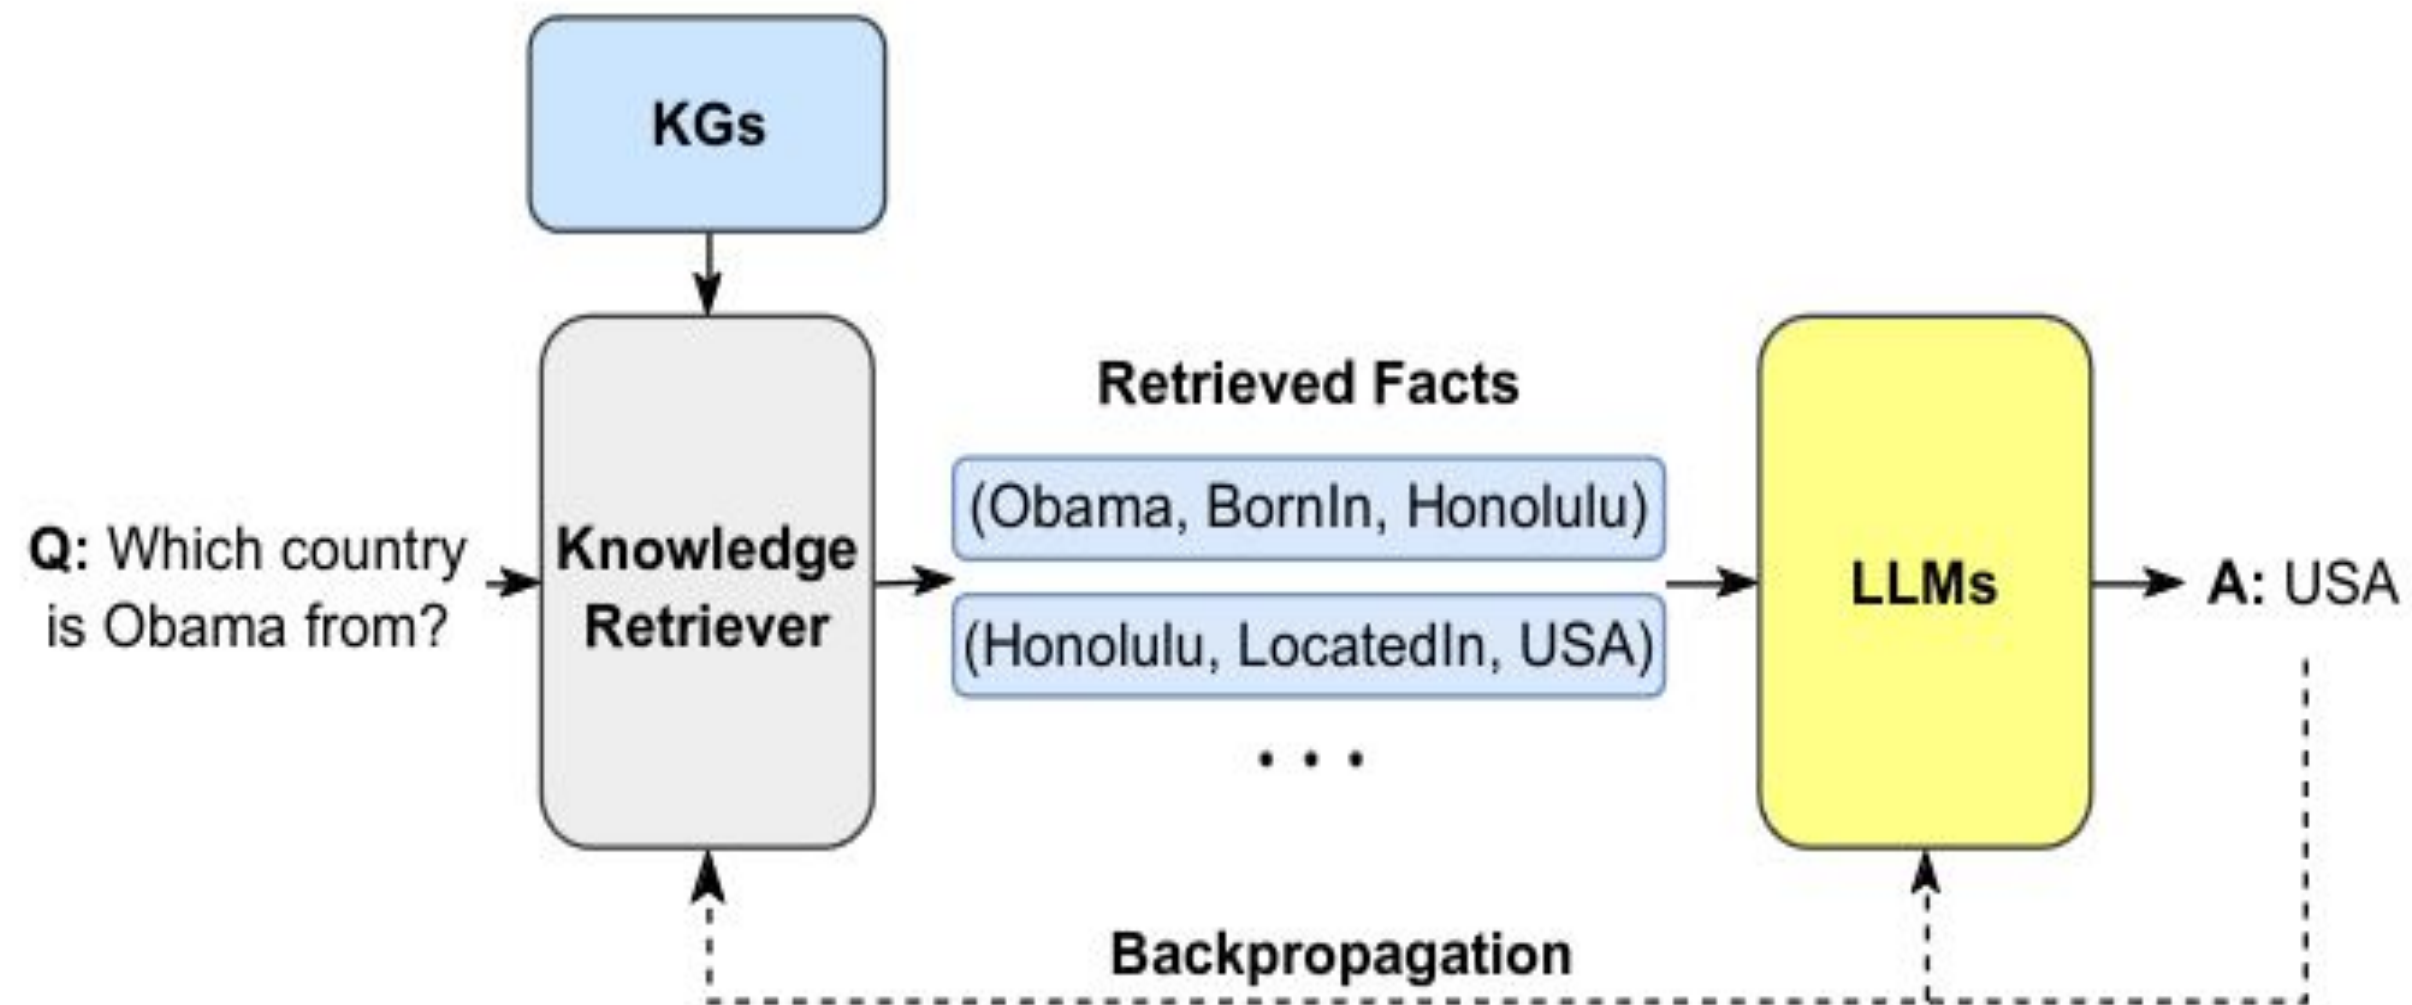 KGs
Retrieved Facts
(Obama, BornIn, Honolulu)
Q: Which country
is Obama from?
Knowledge
Retriever
LLMs
A: USA
(Honolulu, LocatedIn, USA)
...
Backpropagation